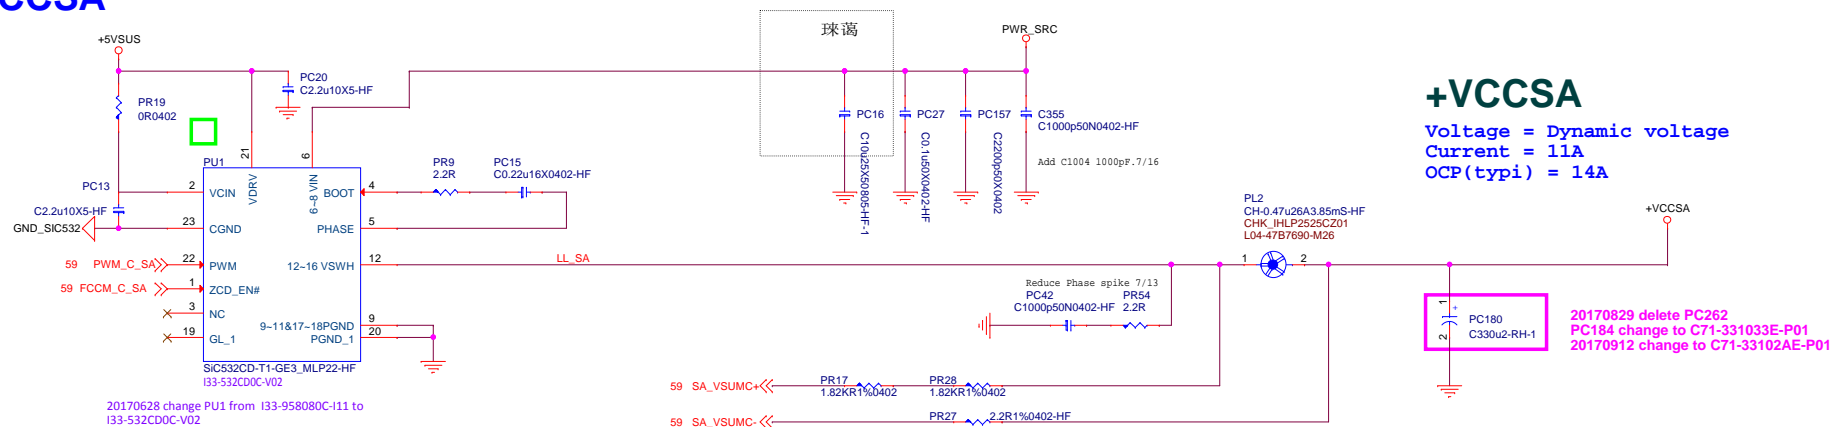 CCSA
+5VSUS
PC20
C2.2u10X5-HF
PR19
0R0402
球蔼
PWR_SRC
PC16
C10u25X50805-HF-1
PC27
C0.1u50X0402-HF
PC157
C2200p50X0402
C355
C1000p50N0402-HF
Add C1004 1000pF.7/16
+VCCSA
Voltage = Dynamic voltage
Current = 11A
OCP(typi) = 14A
PU1
21
6
PC13
C2.2u10X5-HF
GND_SIC532
2
VCIN
VDRV
6~8 VIN
BOOT
4
PR9
2.2R
PC15
C0.22u16X0402-HF
23
CGND
PHASE
5
59 PWM_C_SA
22
PWM
12~16 VSWH
12
LL_SA
59 FCCM_C_SA
1
ZCD_EN#
3
NC
19
GL_1
9~11&17~18PGND
9
PGND_1
20
SiC532CD-T1-GE3_MLP22-HF
I33-532CD0C-V02
20170628 change PU1 from I33-958080C-I11 to
I33-532CD0C-V02
Reduce Phase spike 7/13
PC42
C1000p50N0402-HF
PR54
2.2R
PL2
CH-0.47u26A3.85mS-HF
CHK_IHLP2525CZ01
L04-47B7690-M26
1
2
+VCCSA
1
+
2
PC180
C330u2-RH-1
20170829 delete PC262
PC184 change to C71-331033E-P01
20170912 change to C71-33102AE-P01
59 SA_VSUMC+
PR17
1.82KR1%0402
PR28
1.82KR1%0402
59 SA_VSUMC-
PR27
2.2R1%0402-HF